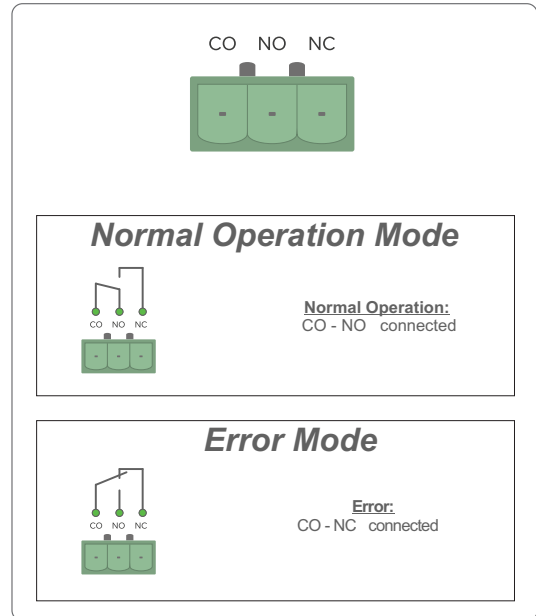 CO NO NC
Normal Operation Mode
CO NO NC
Normal Operation:
CO - NO connected
Error Mode
CO NO NC
Error:
CO - NC connected